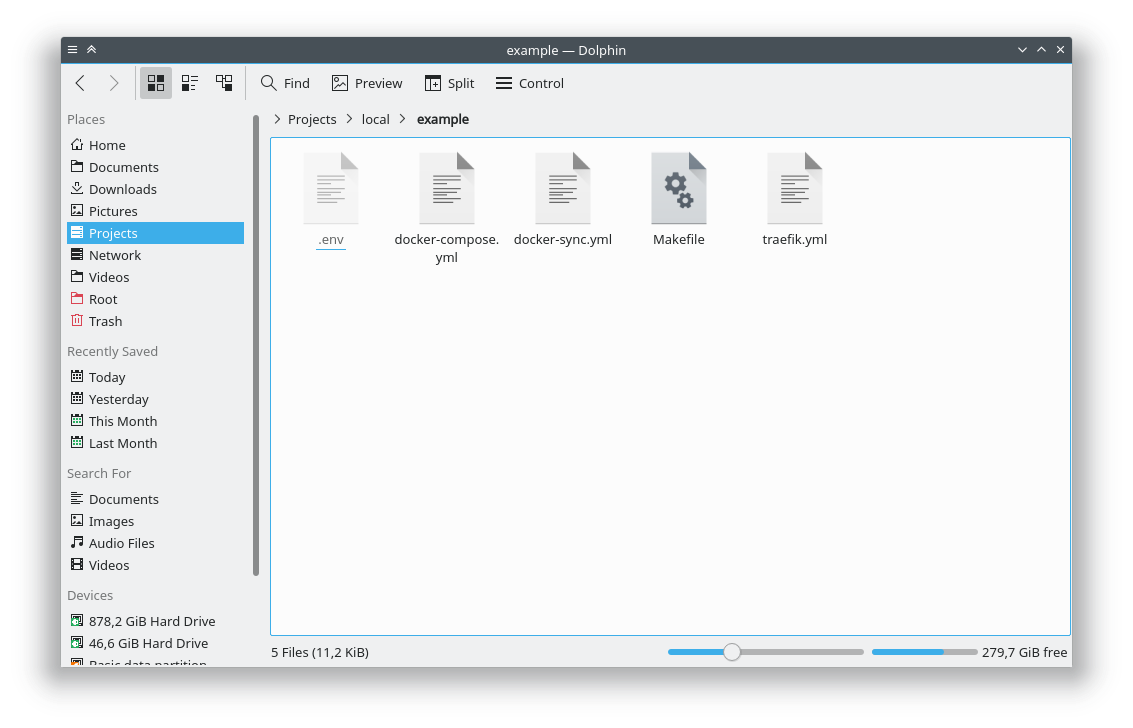 example — Dolphin
Find Preview Split Control
Places
Projects local example
Home
Documents
Downloads
Pictures
Projects
Network
Videos
Root
Trash
Recently Saved
Today
Yesterday
This Month
Last Month
Search For
Documents
Images
Audio Files
Videos
Devices
878,2 GiB Hard Drive
46,6 GiB Hard Drive
Basic data partition
.env
docker-compose.
yml
docker-sync.yml
Makefile
traefik.yml
5 Files (11,2 KiB)
279,7 GiB free